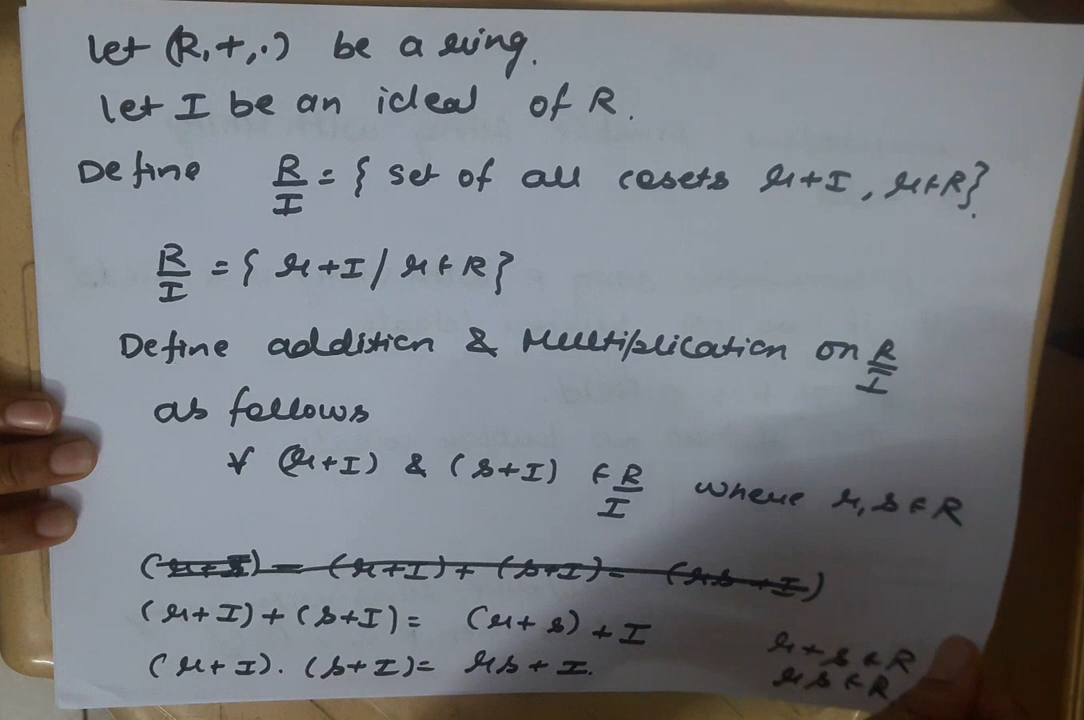 let (R,+,.) be a ring.
let I be an ideal of R.
Define R/I = { set of all cosets r+I, r∈R}.
R/I = { r+I / r∈R}
Define addition & Multiplication on R/I
as follows
∀ (r+I) & (s+I) ∈ R/I where r,s∈R
(r+I) = (r+I) + (s+I) = (rs+I)
(r+I)+(s+I) = (r+s)+I
r+s∈R
(r+I).(s+I) = rs+I.
rs∈R